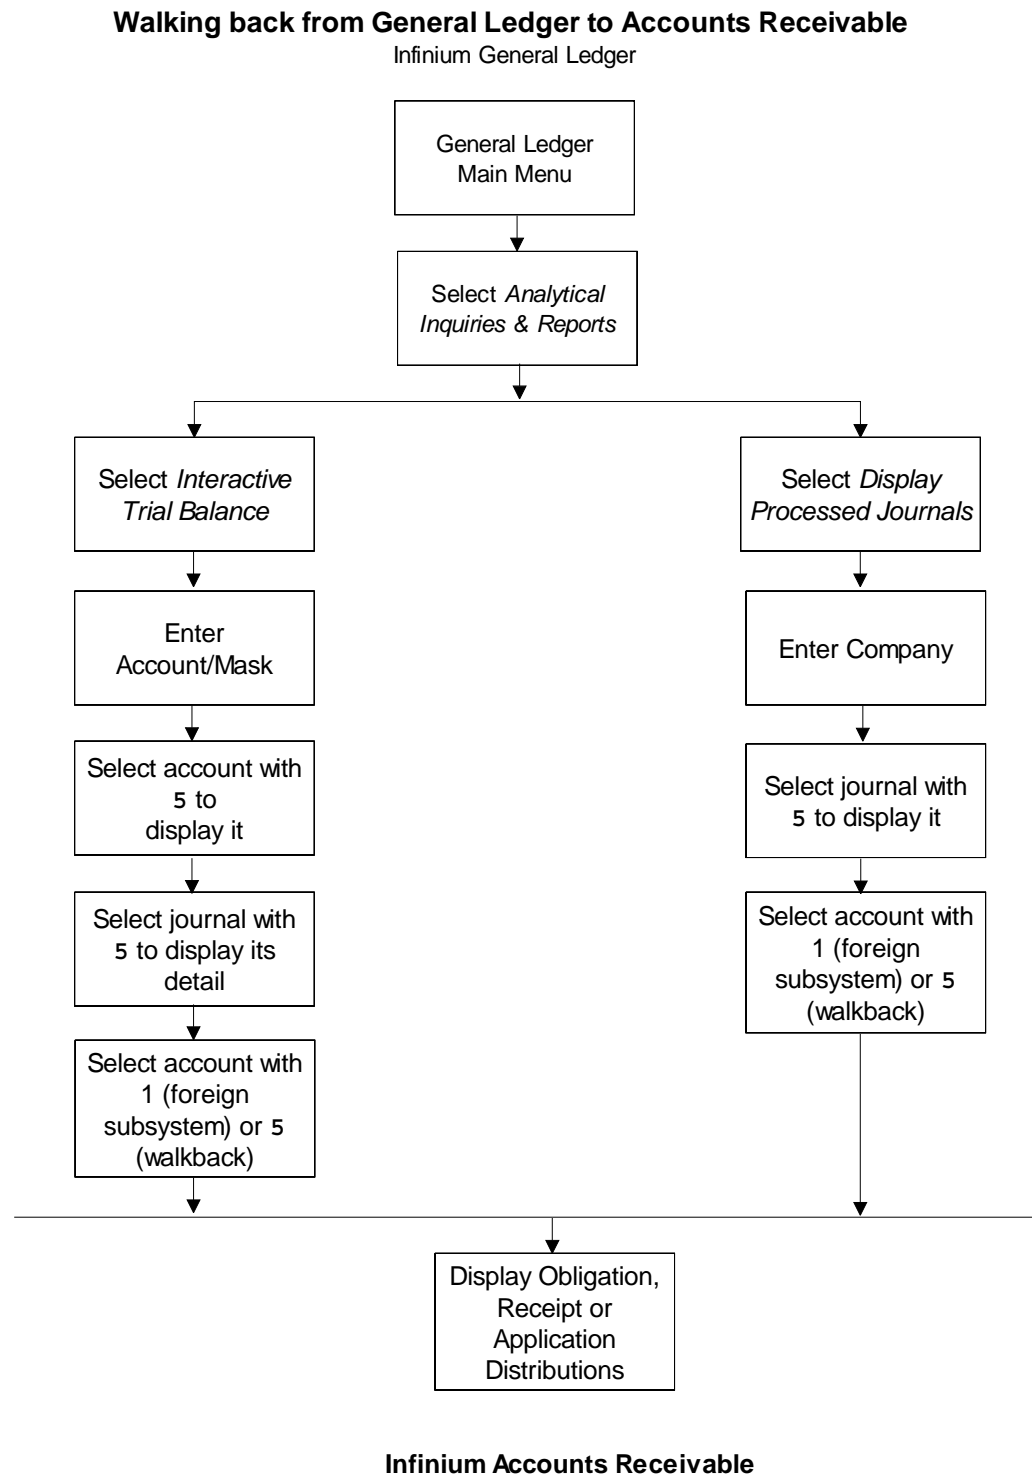 Walking back from General Ledger to Accounts Receivable
Infinium General Ledger
General Ledger
Main Menu
Select Analytical
Inquiries & Reports
Select Interactive
Trial Balance
Enter
Account/Mask
Select account with
5 to
display it
Select journal with
5 to display its
detail
Select account with
1 (foreign
subsystem) or 5
(walkback)
Select Display
Processed Journals
Enter Company
Select journal with
5 to display it
Select account with
1 (foreign
subsystem) or 5
(walkback)
Display Obligation,
Receipt or
Application
Distributions
Infinium Accounts Receivable